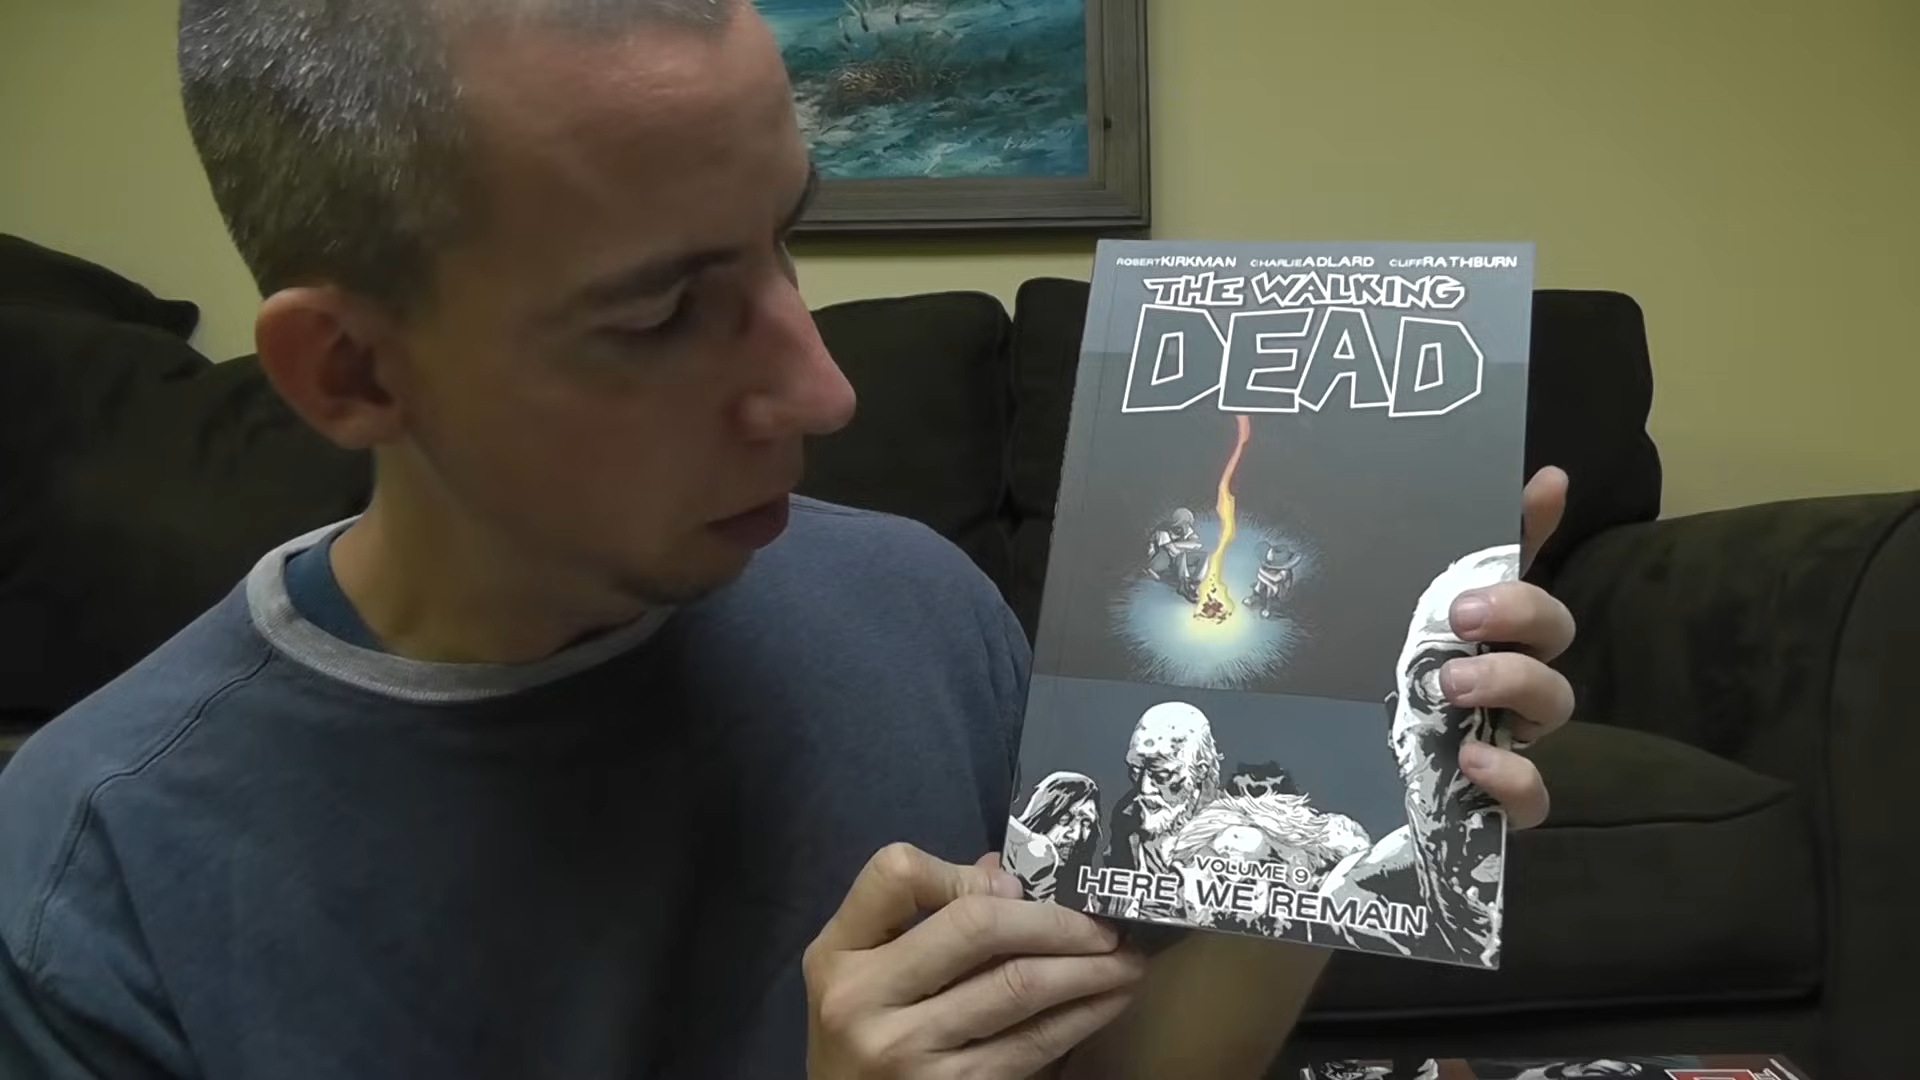 ROBERTKIRKMAN CHARLIEADLARD CLIFFRATHBURN
THE WALKING
DEAD
VOLUME 9
HERE WE REMAIN